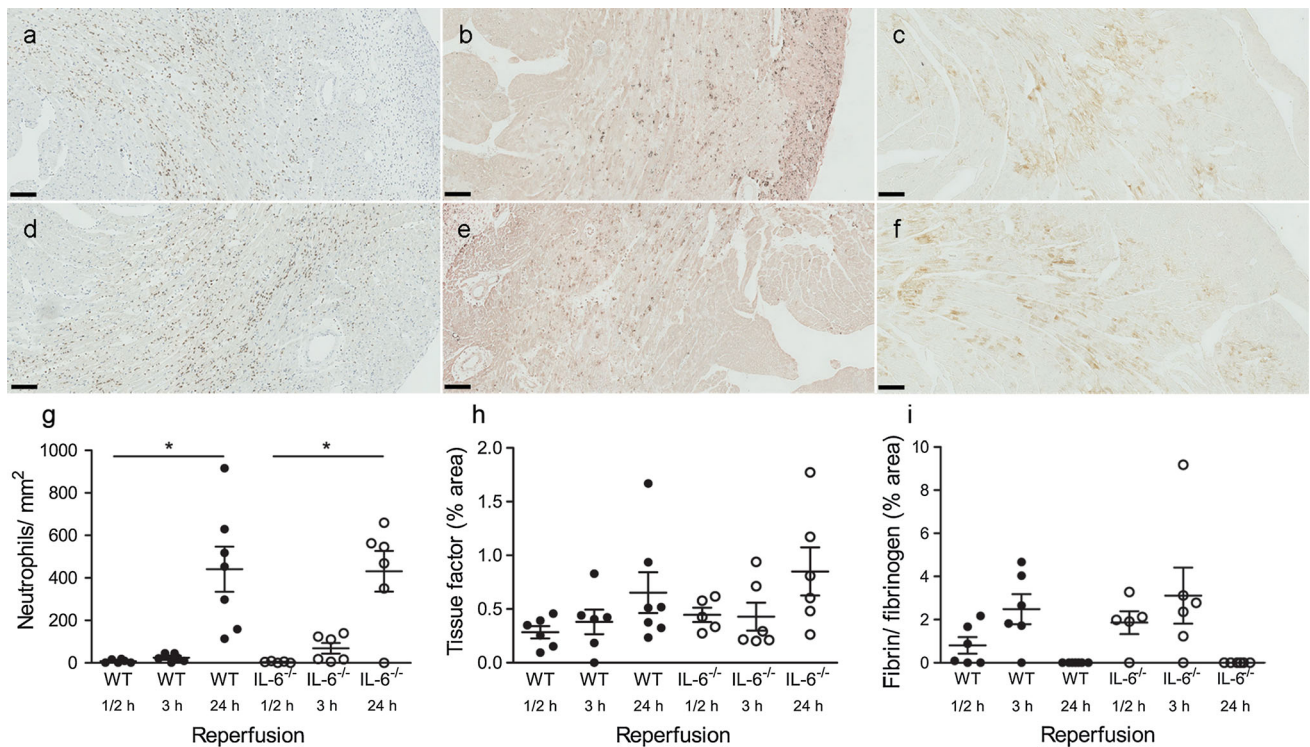 a
b
c
d
e
f
g
h
i
Neutrophils/ mm²
1000
800
600
400
200
0
*
*
WT WT WT IL-6⁻/⁻ IL-6⁻/⁻ IL-6⁻/⁻
1/2 h 3 h 24 h 1/2 h 3 h 24 h
Reperfusion
Tissue factor (% area)
2.0
1.5
1.0
0.5
0.0
WT WT WT IL-6⁻/⁻ IL-6⁻/⁻ IL-6⁻/⁻
1/2 h 3 h 24 h 1/2 h 3 h 24 h
Reperfusion
Fibrin/ fibrinogen (% area)
10
8
6
4
2
0
WT WT WT IL-6⁻/⁻ IL-6⁻/⁻ IL-6⁻/⁻
1/2 h 3 h 24 h 1/2 h 3 h 24 h
Reperfusion